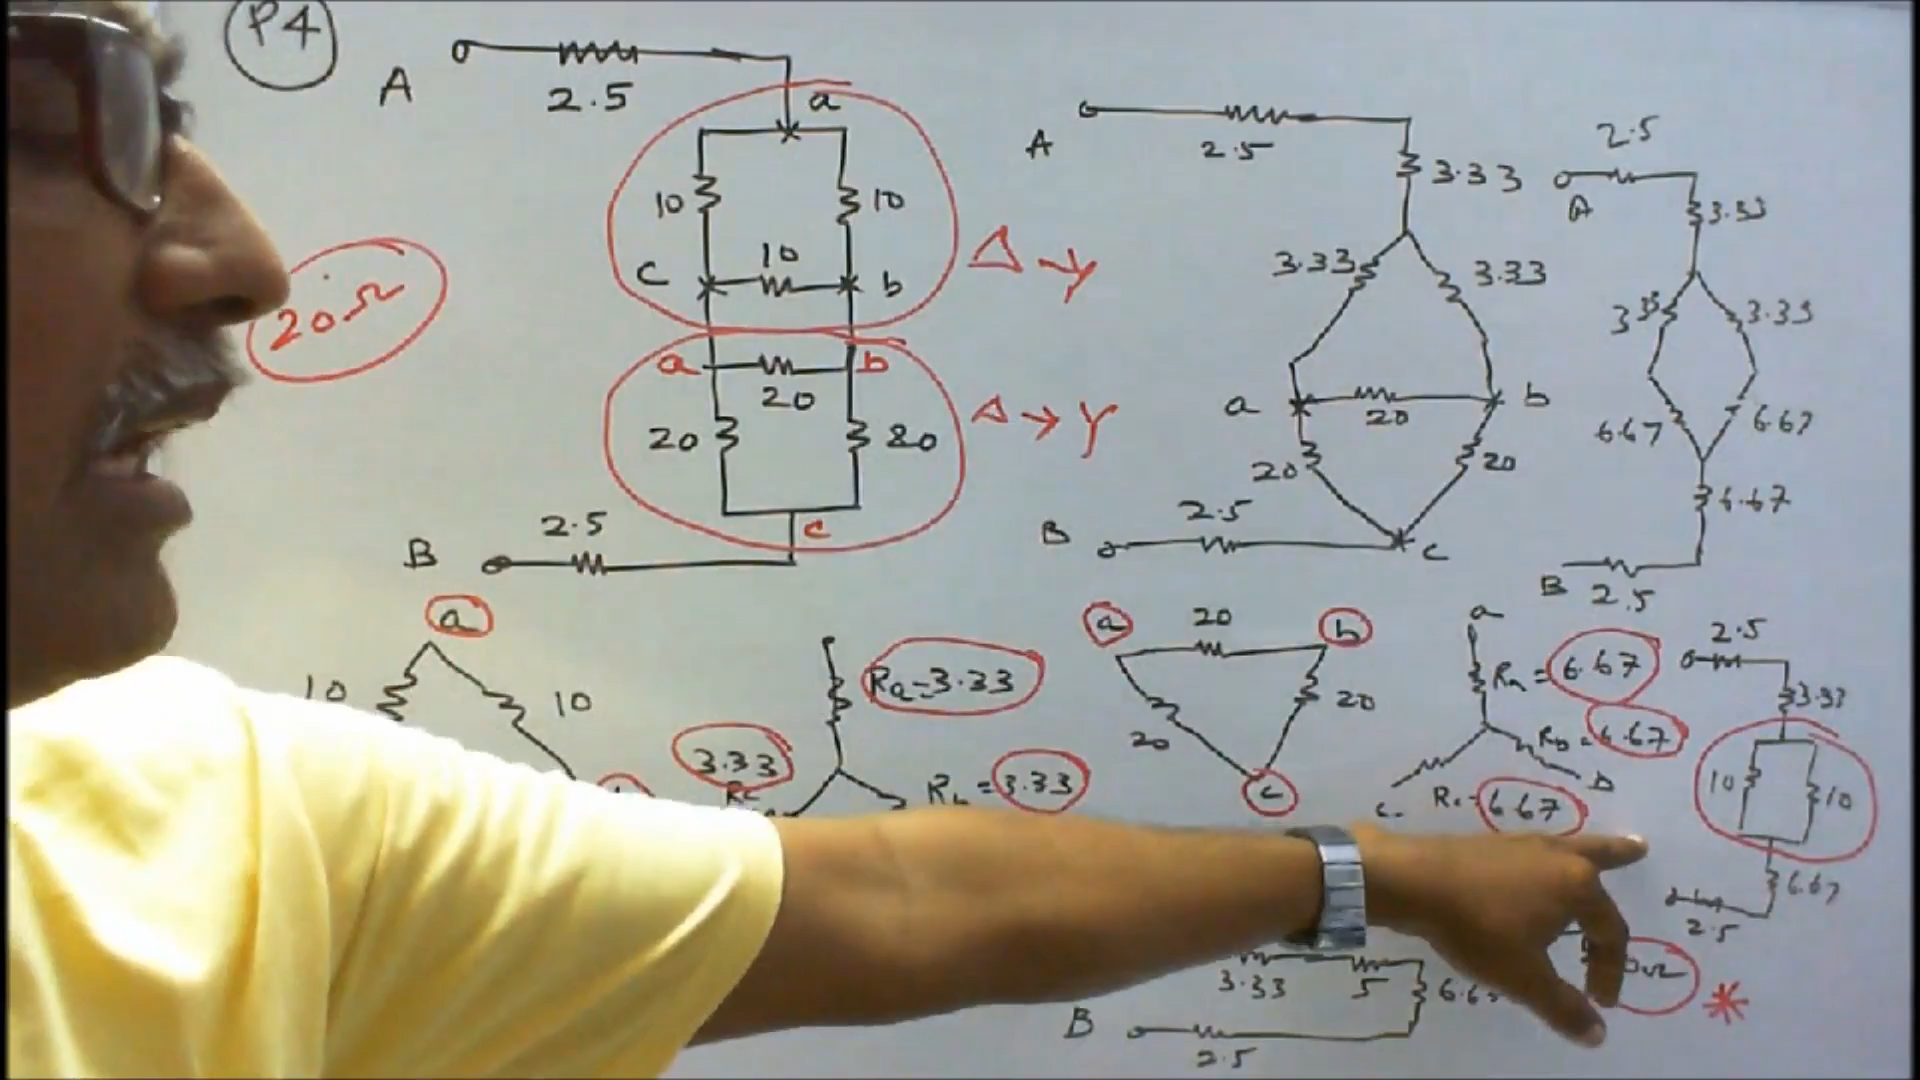 P4
A
2.5
a
10
10
10
C
b
Δ → Y
20Ω
a
b
20
20
80
Δ → Y
c
2.5
B
A
2.5
3.33
3.33
3.33
a
b
20
20
20
2.5
B
c
2.5
A
3.33
3.33
6.67
6.67
6.67
B
2.5
a
10
10
Ra=3.33
3.33
Rc
Rb=3.33
a
20
b
20
20
c
a
Ra=6.67
Rb=6.67
b
c
Rc=6.67
2.5
3.33
10
10
6.67
2.5
3.33
5
B
2.5
*